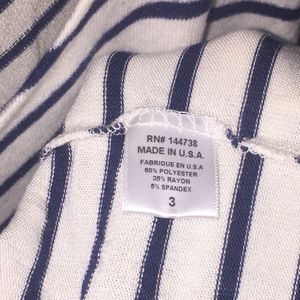 RN# 144738
MADE IN U.S.A.
FABRIQUE EN U.S.A
60% POLYESTER
35% RAYON
5% SPANDEX
3